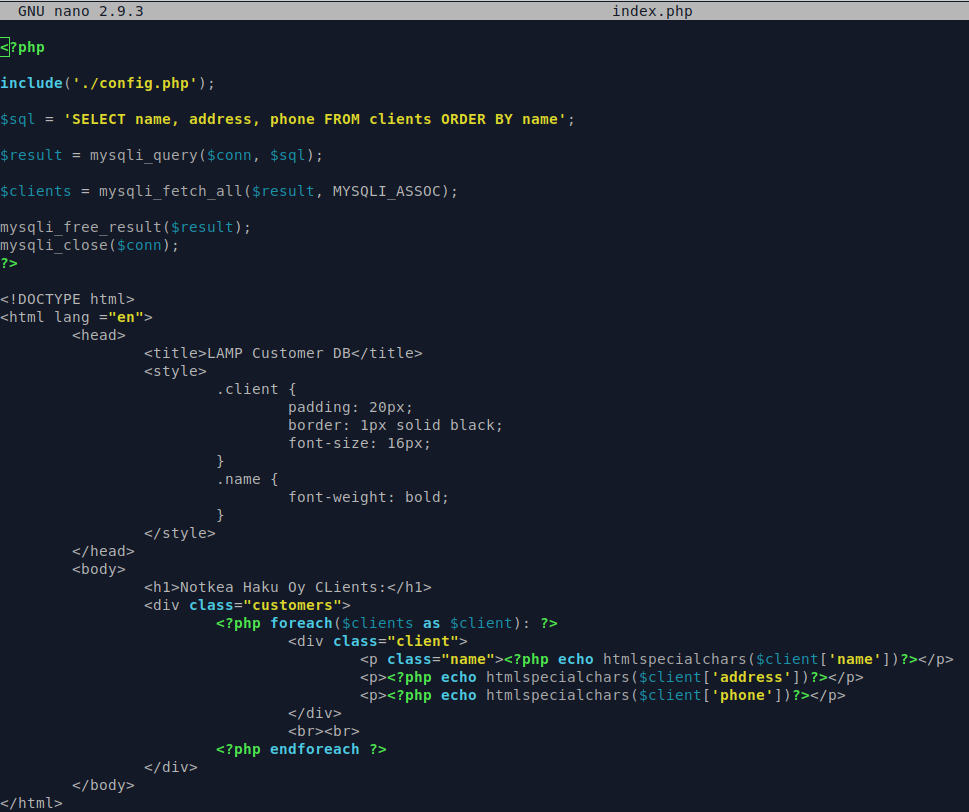 GNU nano 2.9.3 index.php
<?php
include('./config.php');
$sql = 'SELECT name, address, phone FROM clients ORDER BY name';
$result = mysqli_query($conn, $sql);
$clients = mysqli_fetch_all($result, MYSQLI_ASSOC);
mysqli_free_result($result);
mysqli_close($conn);
?>
<!DOCTYPE html>
<html lang ="en">
<head>
<title>LAMP Customer DB</title>
<style>
.client {
padding: 20px;
border: 1px solid black;
font-size: 16px;
}
.name {
font-weight: bold;
}
</style>
</head>
<body>
<h1>Notkea Haku Oy CLients:</h1>
<div class="customers">
<?php foreach($clients as $client): ?>
<div class="client">
<p class="name"><?php echo htmlspecialchars($client['name'])?></p>
<p><?php echo htmlspecialchars($client['address'])?></p>
<p><?php echo htmlspecialchars($client['phone'])?></p>
</div>
<br><br>
<?php endforeach ?>
</div>
</body>
</html>